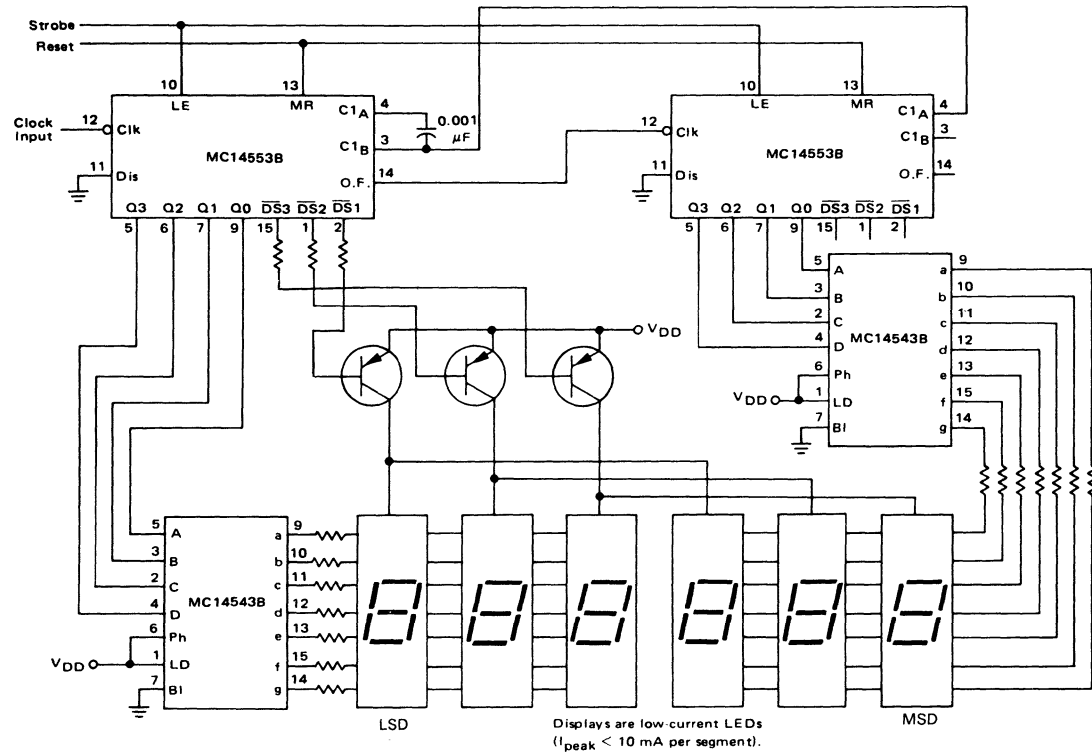 Strobe
Reset
10 13
LE MR
Clock Input
12 Clk
MC14553B
11 Dis
C1A 4
0.001 µF
C1B 3
O.F. 14
Q3 Q2 Q1 Q0 DS3 DS2 DS1
5 6 7 9 15 1 2
10 13
LE MR
12 Clk
MC14553B
11 Dis
C1A 4
C1B 3
O.F. 14
Q3 Q2 Q1 Q0 DS3 DS2 DS1
5 6 7 9 15 1 2
VDD
5 A a 9
3 B b 10
2 C c 11
4 D MC14543B d 12
6 Ph e 13
VDD 1 LD f 15
7 BI g 14
5 A a 9
3 B b 10
2 C c 11
4 D MC14543B d 12
6 Ph e 13
VDD 1 LD f 15
7 BI g 14
LSD
MSD
Displays are low-current LEDs
(Ipeak < 10 mA per segment).